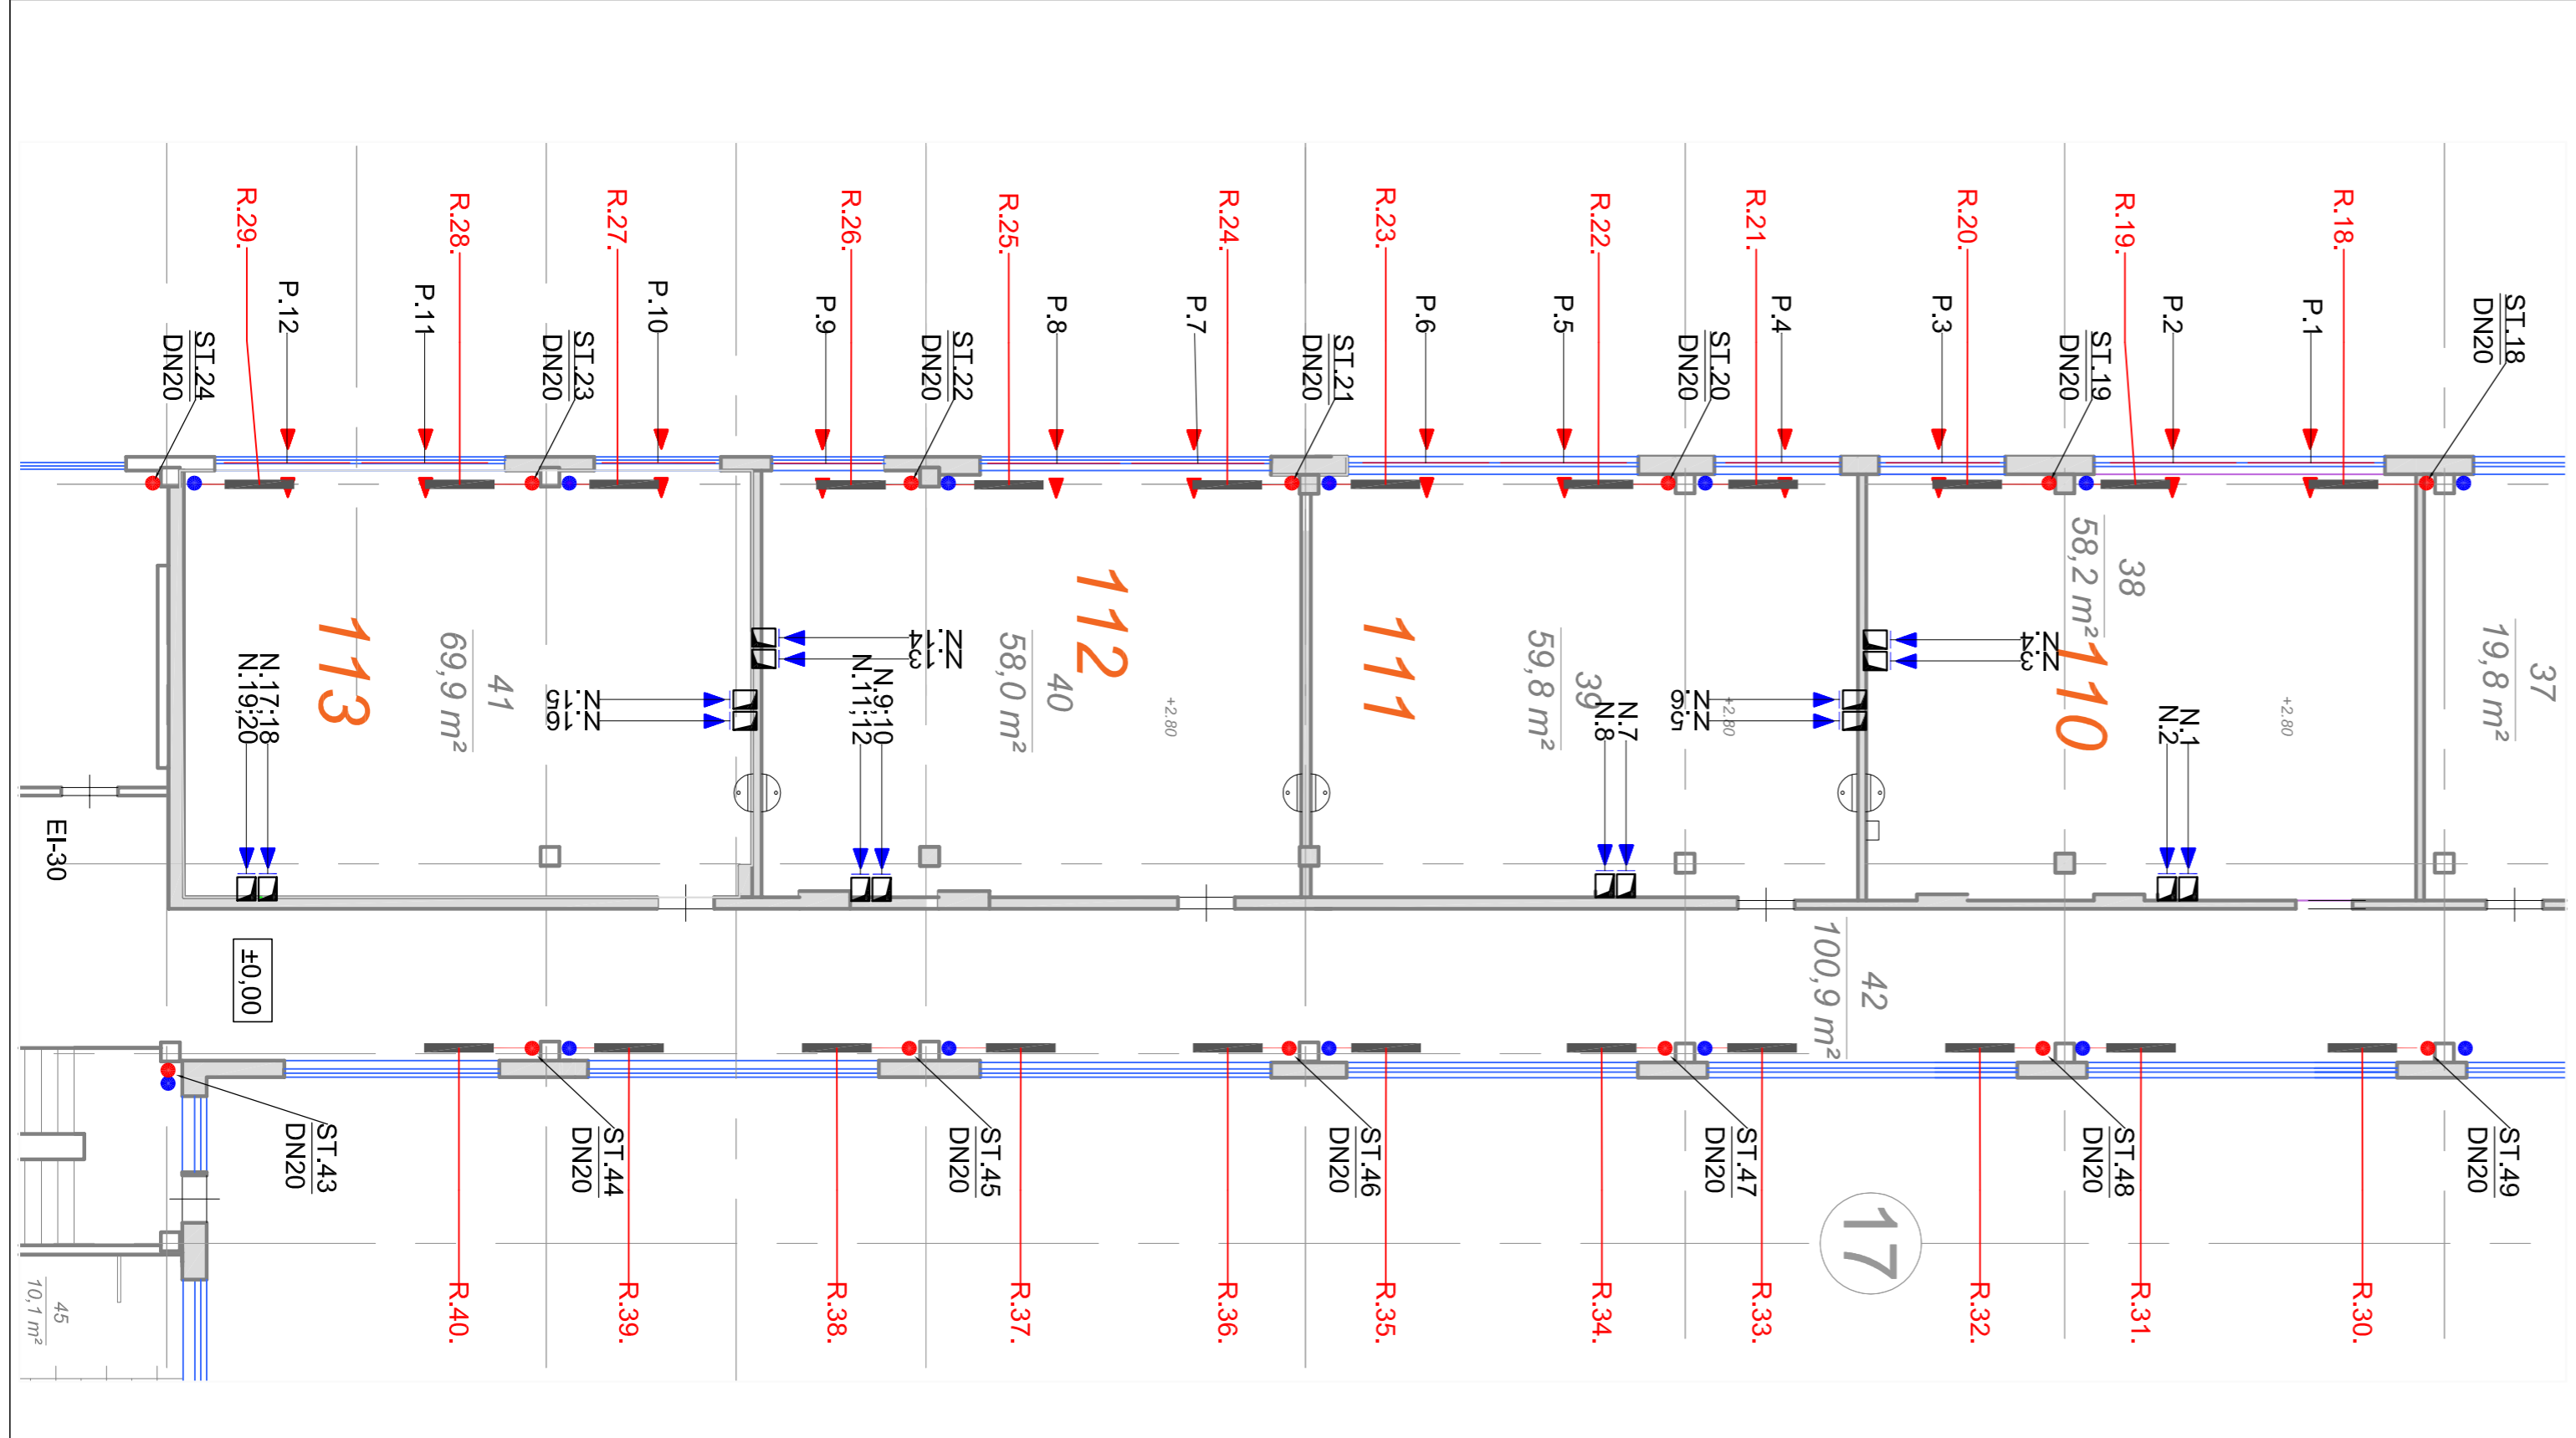 R.29.
R.28.
R.27.
R.26.
R.25.
R.24.
R.23.
R.22.
R.21.
R.20.
R.19.
R.18.
P.12
P.11
P.10
P.9
P.8
P.7
P.6
P.5
P.4
P.3
P.2
P.1
ST.24
DN20
ST.23
DN20
ST.22
DN20
ST.21
DN20
ST.20
DN20
ST.19
DN20
ST.18
DN20
113
41
69,9 m²
112
40
58,0 m²
111
39
59,8 m²
110
38
58,2 m²
37
19,8 m²
+2.80
+2.80
+2.80
N.17;18
N.19;20
N.15
N.16
N.14
N.13
N.9;10
N.11;12
N.7
N.8
N.6
N.5
N.4
N.3
N.1
N.2
EI-30
±0,00
42
100,9 m²
ST.43
DN20
ST.44
DN20
ST.45
DN20
ST.46
DN20
ST.47
DN20
ST.48
DN20
ST.49
DN20
17
R.40.
R.39.
R.38.
R.37.
R.36.
R.35.
R.34.
R.33.
R.32.
R.31.
R.30.
45
10,1 m²